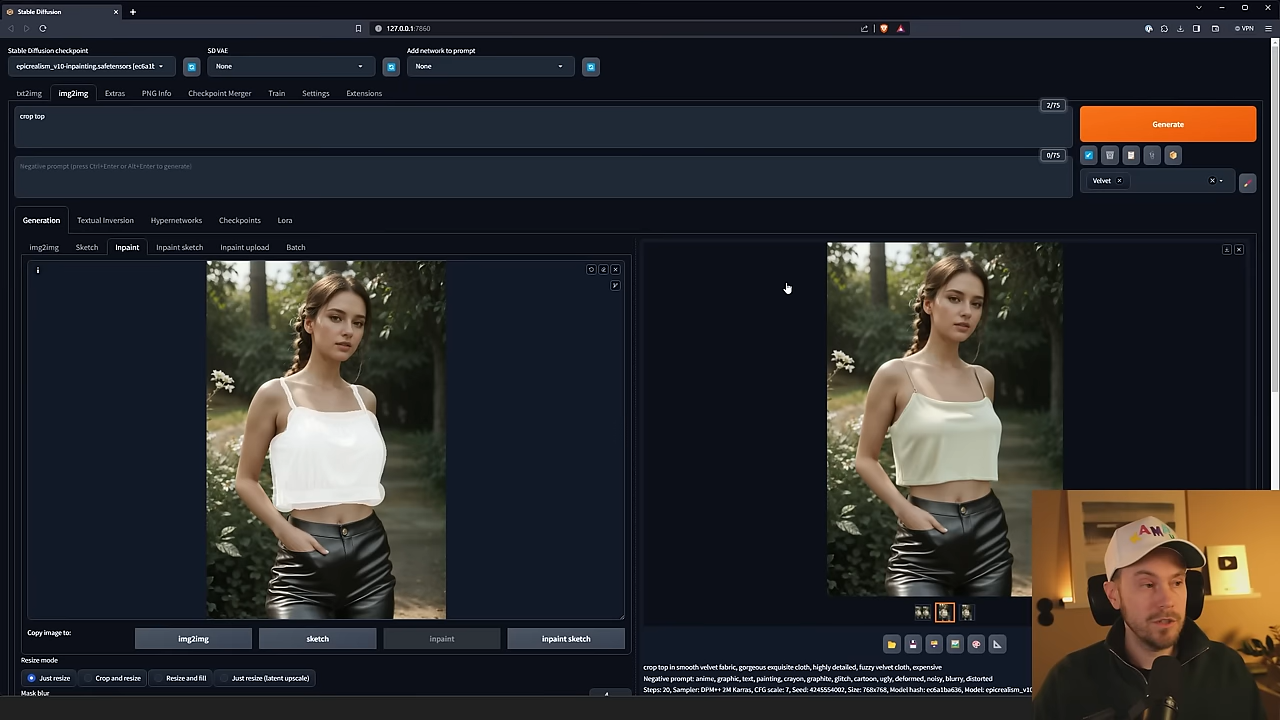 Stable Diffusion
127.0.0.1:7860
VPN
Stable Diffusion checkpoint
SD VAE
Add network to prompt
epicrealism_v10-inpainting.safetensors [ec6a1b
None
None
txt2img
img2img
Extras
PNG Info
Checkpoint Merger
Train
Settings
Extensions
2/75
crop top
Generate
0/75
Negative prompt (press Ctrl+Enter or Alt+Enter to generate)
Velvet
Generation
Textual Inversion
Hypernetworks
Checkpoints
Lora
img2img
Sketch
Inpaint
Inpaint sketch
Inpaint upload
Batch
Copy image to:
img2img
sketch
inpaint
inpaint sketch
Resize mode
Just resize
Crop and resize
Resize and fill
Just resize (latent upscale)
Mask blur
4
crop top in smooth velvet fabric, gorgeous exquisite cloth, highly detailed, fuzzy velvet cloth, expensive
Negative prompt: anime, graphic, text, painting, crayon, graphite, glitch, cartoon, ugly, deformed, noisy, blurry, distorted
Steps: 20, Sampler: DPM++ 2M Karras, CFG scale: 7, Seed: 4245554002, Size: 768x768, Model hash: ec6a1ba636, Model: epicrealism_v10